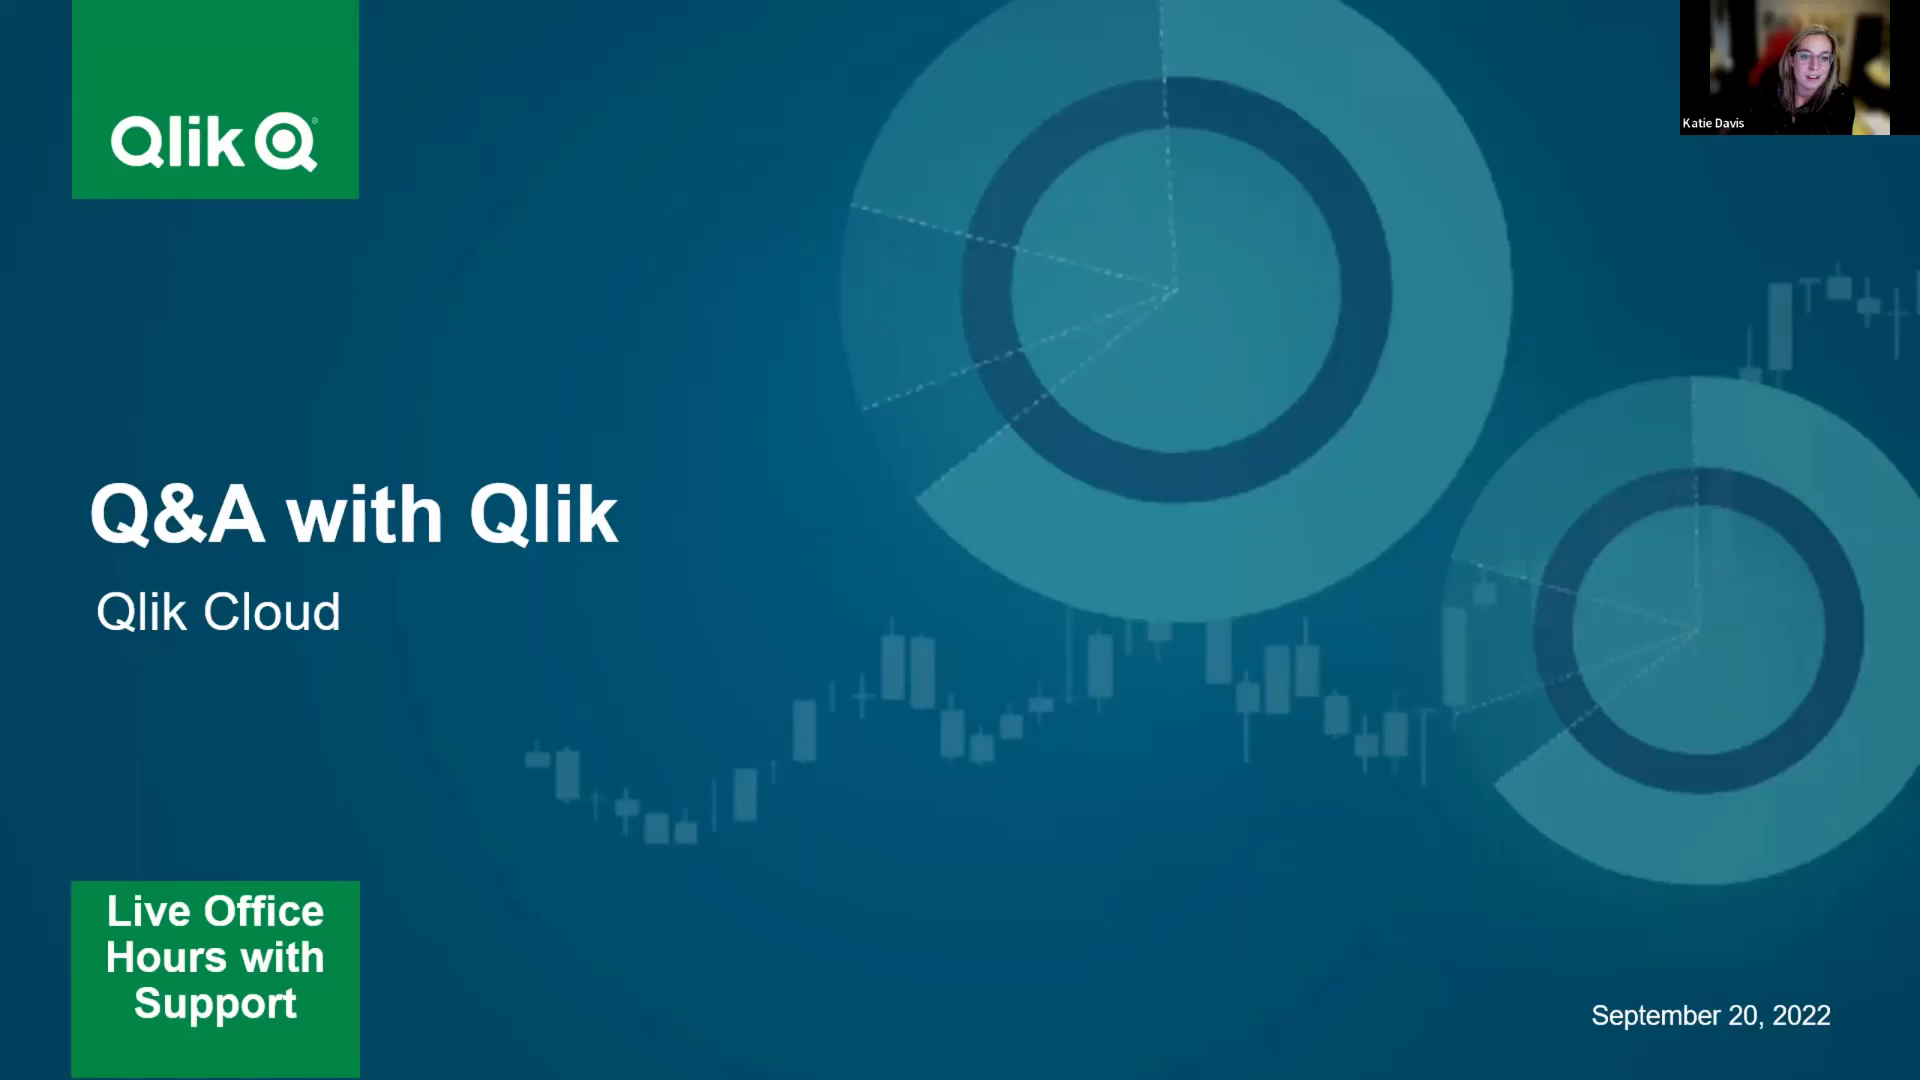 Qlik
Katie Davis
Q&A with Qlik
Qlik Cloud
Live Office
Hours with
Support
September 20, 2022